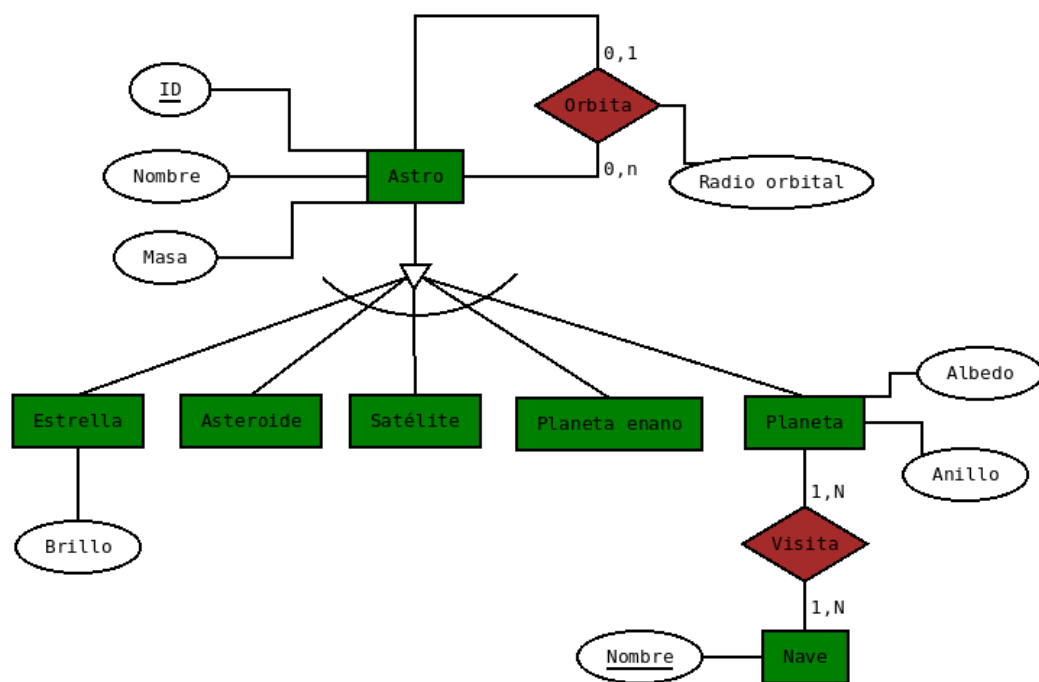 0,1
ID
Orbita
Nombre
Astro
0,n
Radio orbital
Masa
Albedo
Estrella
Asteroide
Satélite
Planeta enano
Planeta
Anillo
1,N
Brillo
Visita
1,N
Nombre
Nave